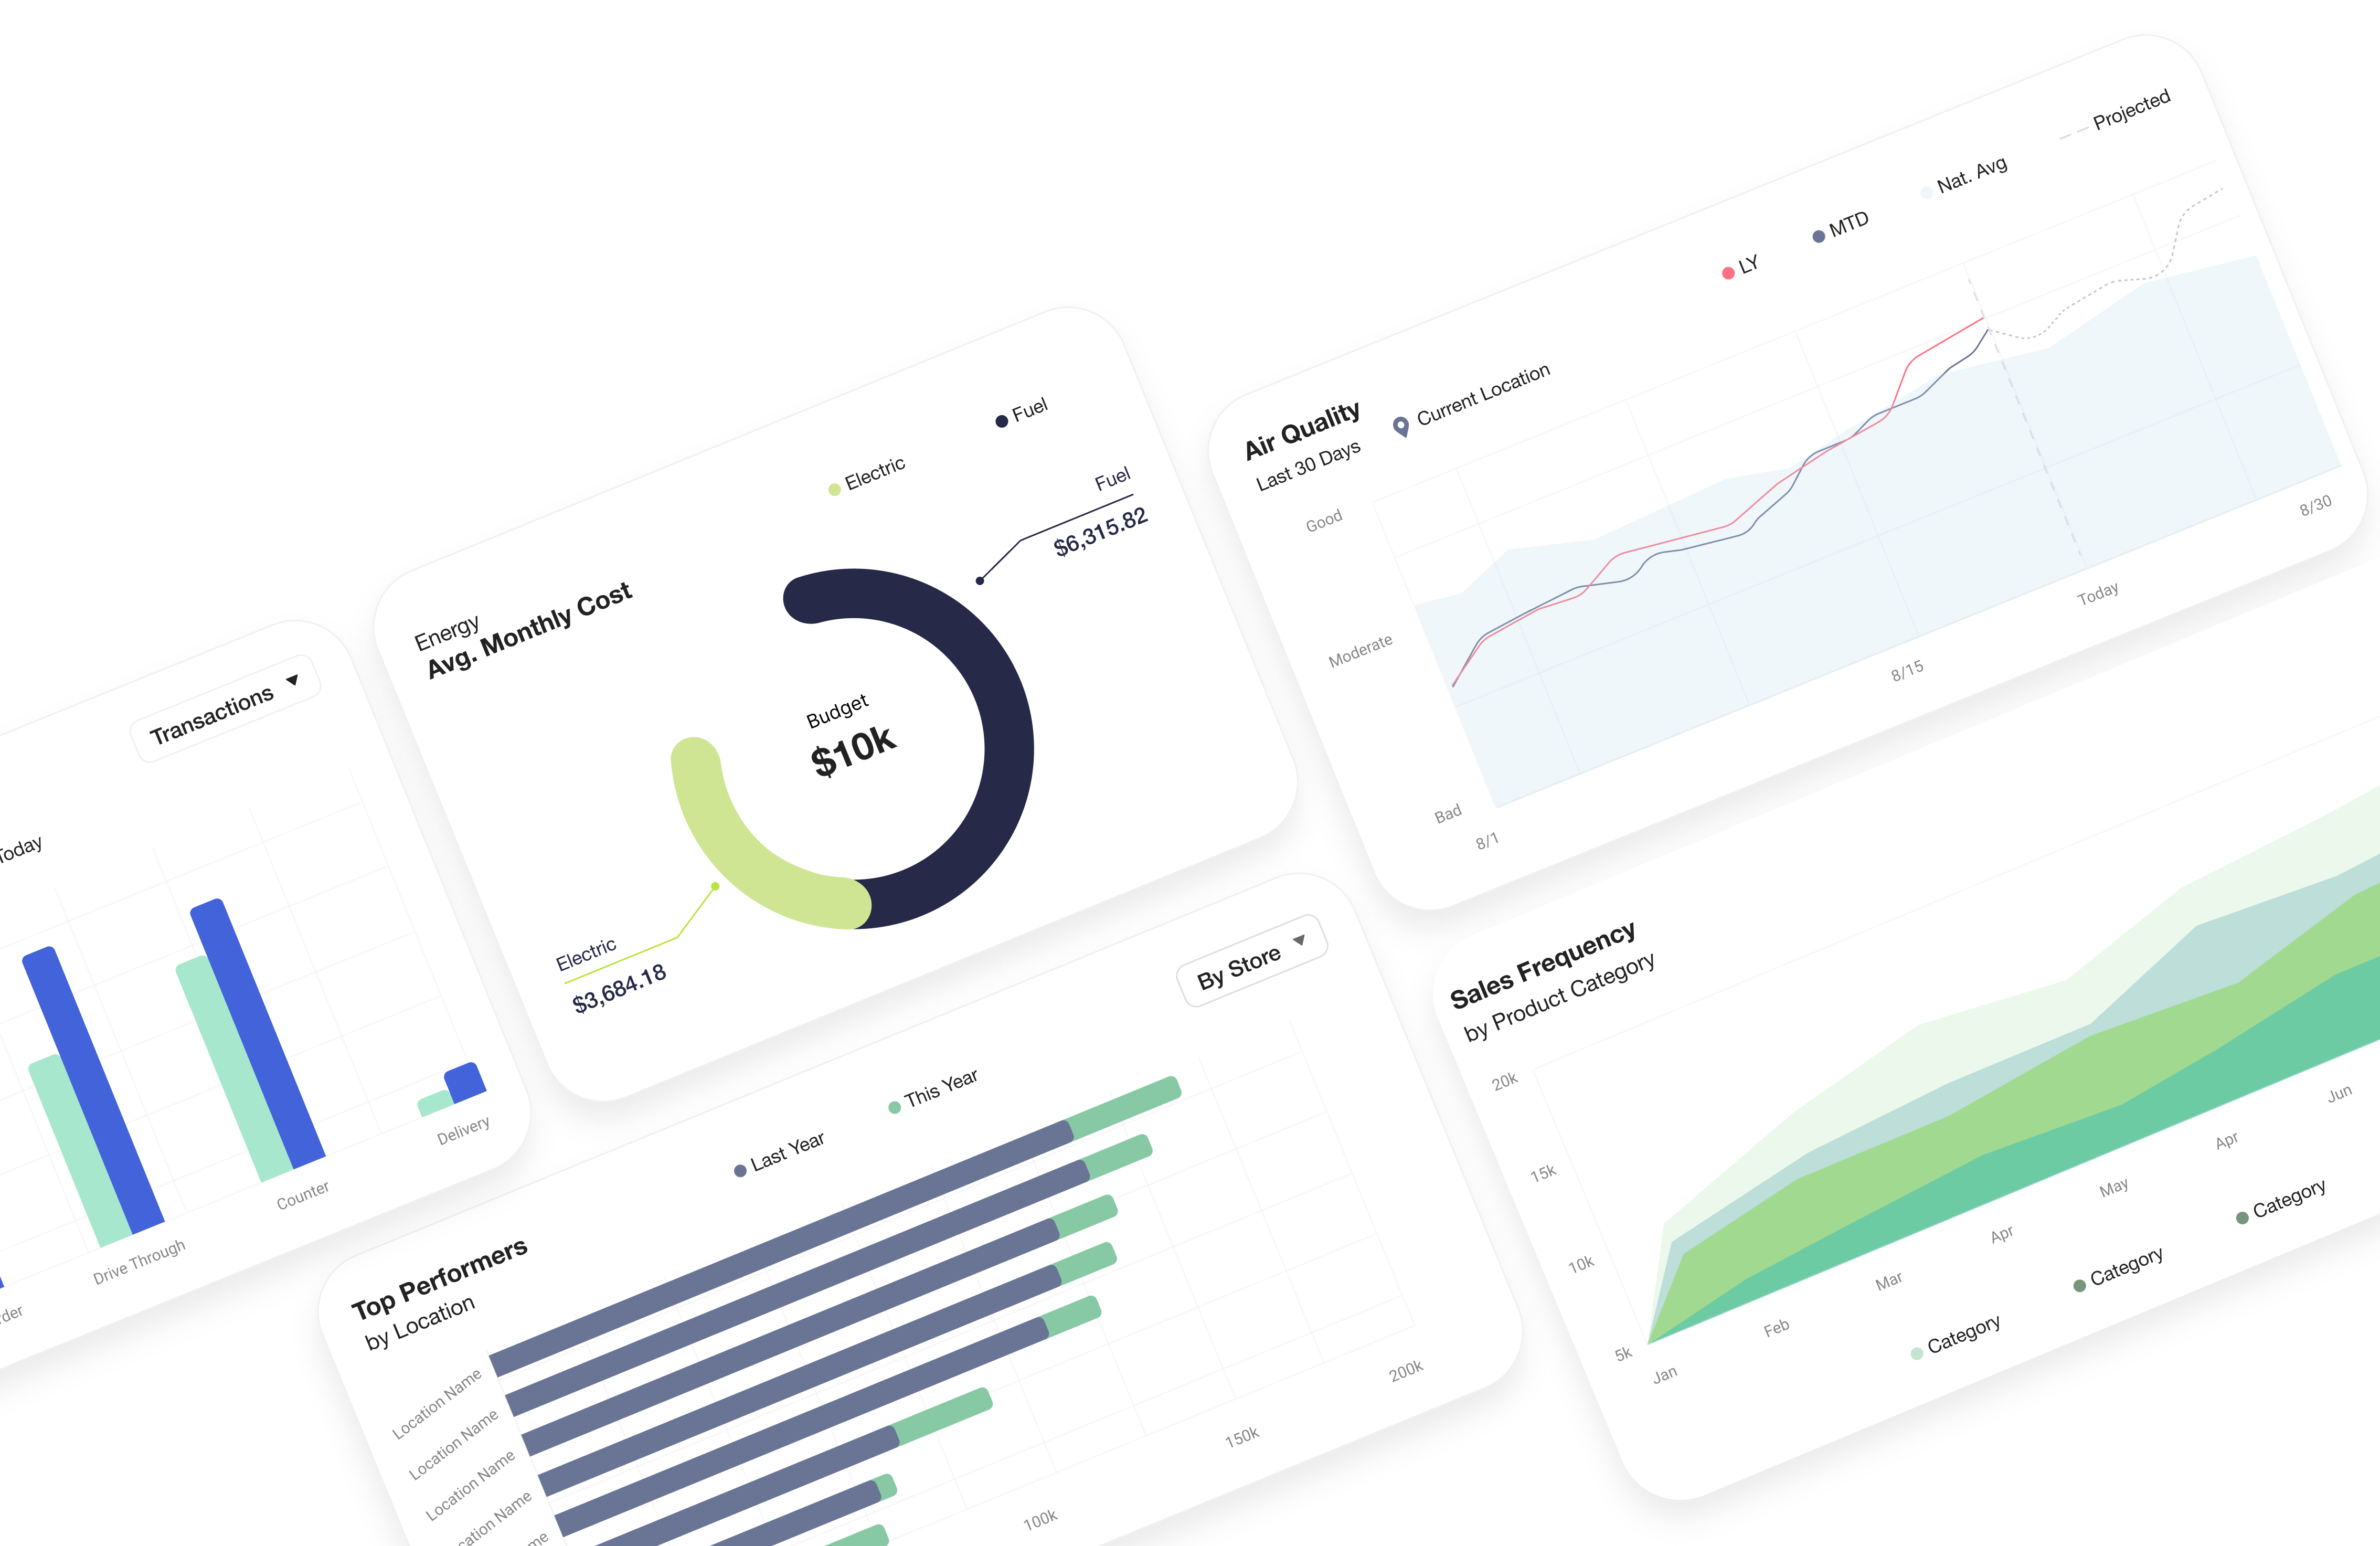 Transactions
Today
Drive Through
Counter
Delivery
Energy
Avg. Monthly Cost
Electric
Fuel
Fuel
$6,315.82
Budget
$10k
Electric
$3,684.18
Air Quality
Last 30 Days
Current Location
LY
MTD
Nat. Avg
Projected
Good
Moderate
Bad
8/1
8/15
Today
8/30
Top Performers
by Location
By Store
Last Year
This Year
Location Name
Location Name
Location Name
100k
150k
200k
Sales Frequency
by Product Category
20k
15k
10k
5k
Jan
Feb
Mar
Apr
May
Apr
Jun
Category
Category
Category